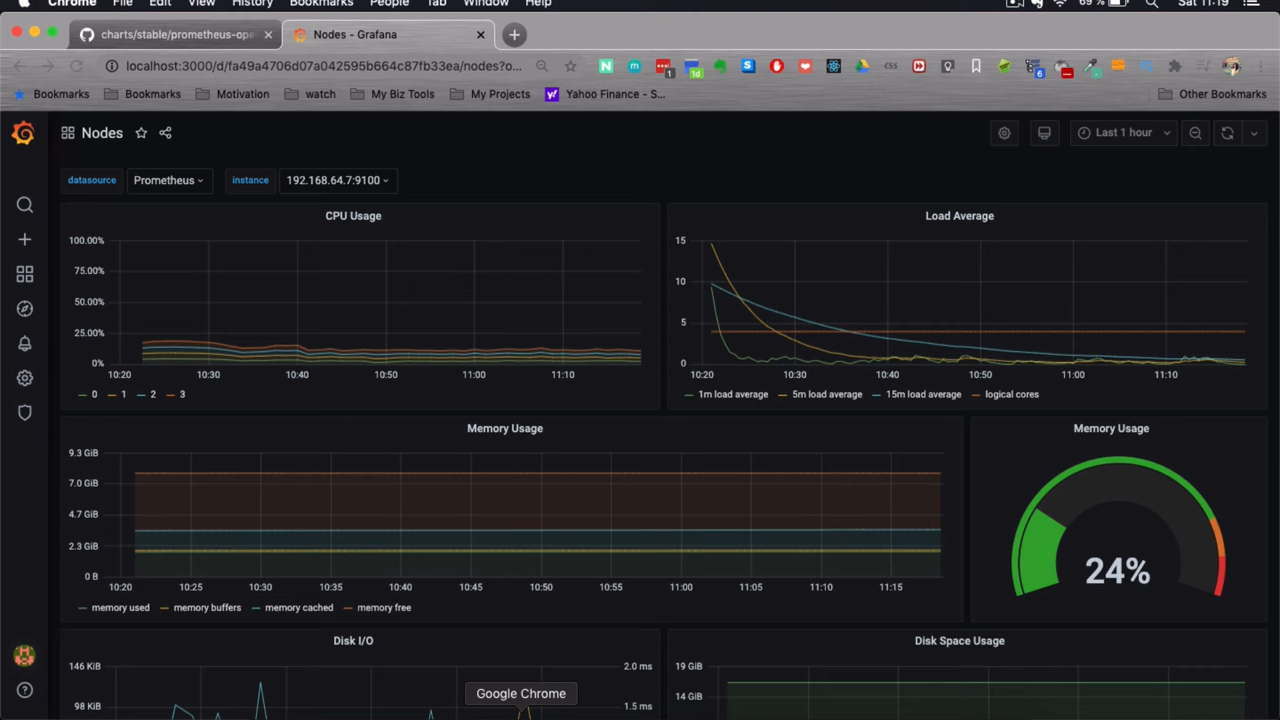 Chrome File Edit View History Bookmarks People Tab Window Help 69 % Sat 11:19
charts/stable/prometheus-ope Nodes - Grafana
localhost:3000/d/fa49a4706d07a042595b664c87fb33ea/nodes?o... 1 1d 6
Bookmarks Bookmarks Motivation watch My Biz Tools My Projects Yahoo Finance - S... Other Bookmarks
Nodes Last 1 hour
datasource Prometheus instance 192.168.64.7:9100
CPU Usage
100.00%
75.00%
50.00%
25.00%
0%
10:20 10:30 10:40 10:50 11:00 11:10
0 1 2 3
Load Average
15
10
5
0
10:20 10:30 10:40 10:50 11:00 11:10
1m load average 5m load average 15m load average logical cores
Memory Usage
9.3 GiB
7.0 GiB
4.7 GiB
2.3 GiB
0 B
10:20 10:25 10:30 10:35 10:40 10:45 10:50 10:55 11:00 11:05 11:10 11:15
memory used memory buffers memory cached memory free
Memory Usage
24%
Disk I/O
146 KiB 2.0 ms
98 KiB 1.5 ms
Google Chrome
Disk Space Usage
19 GiB
14 GiB